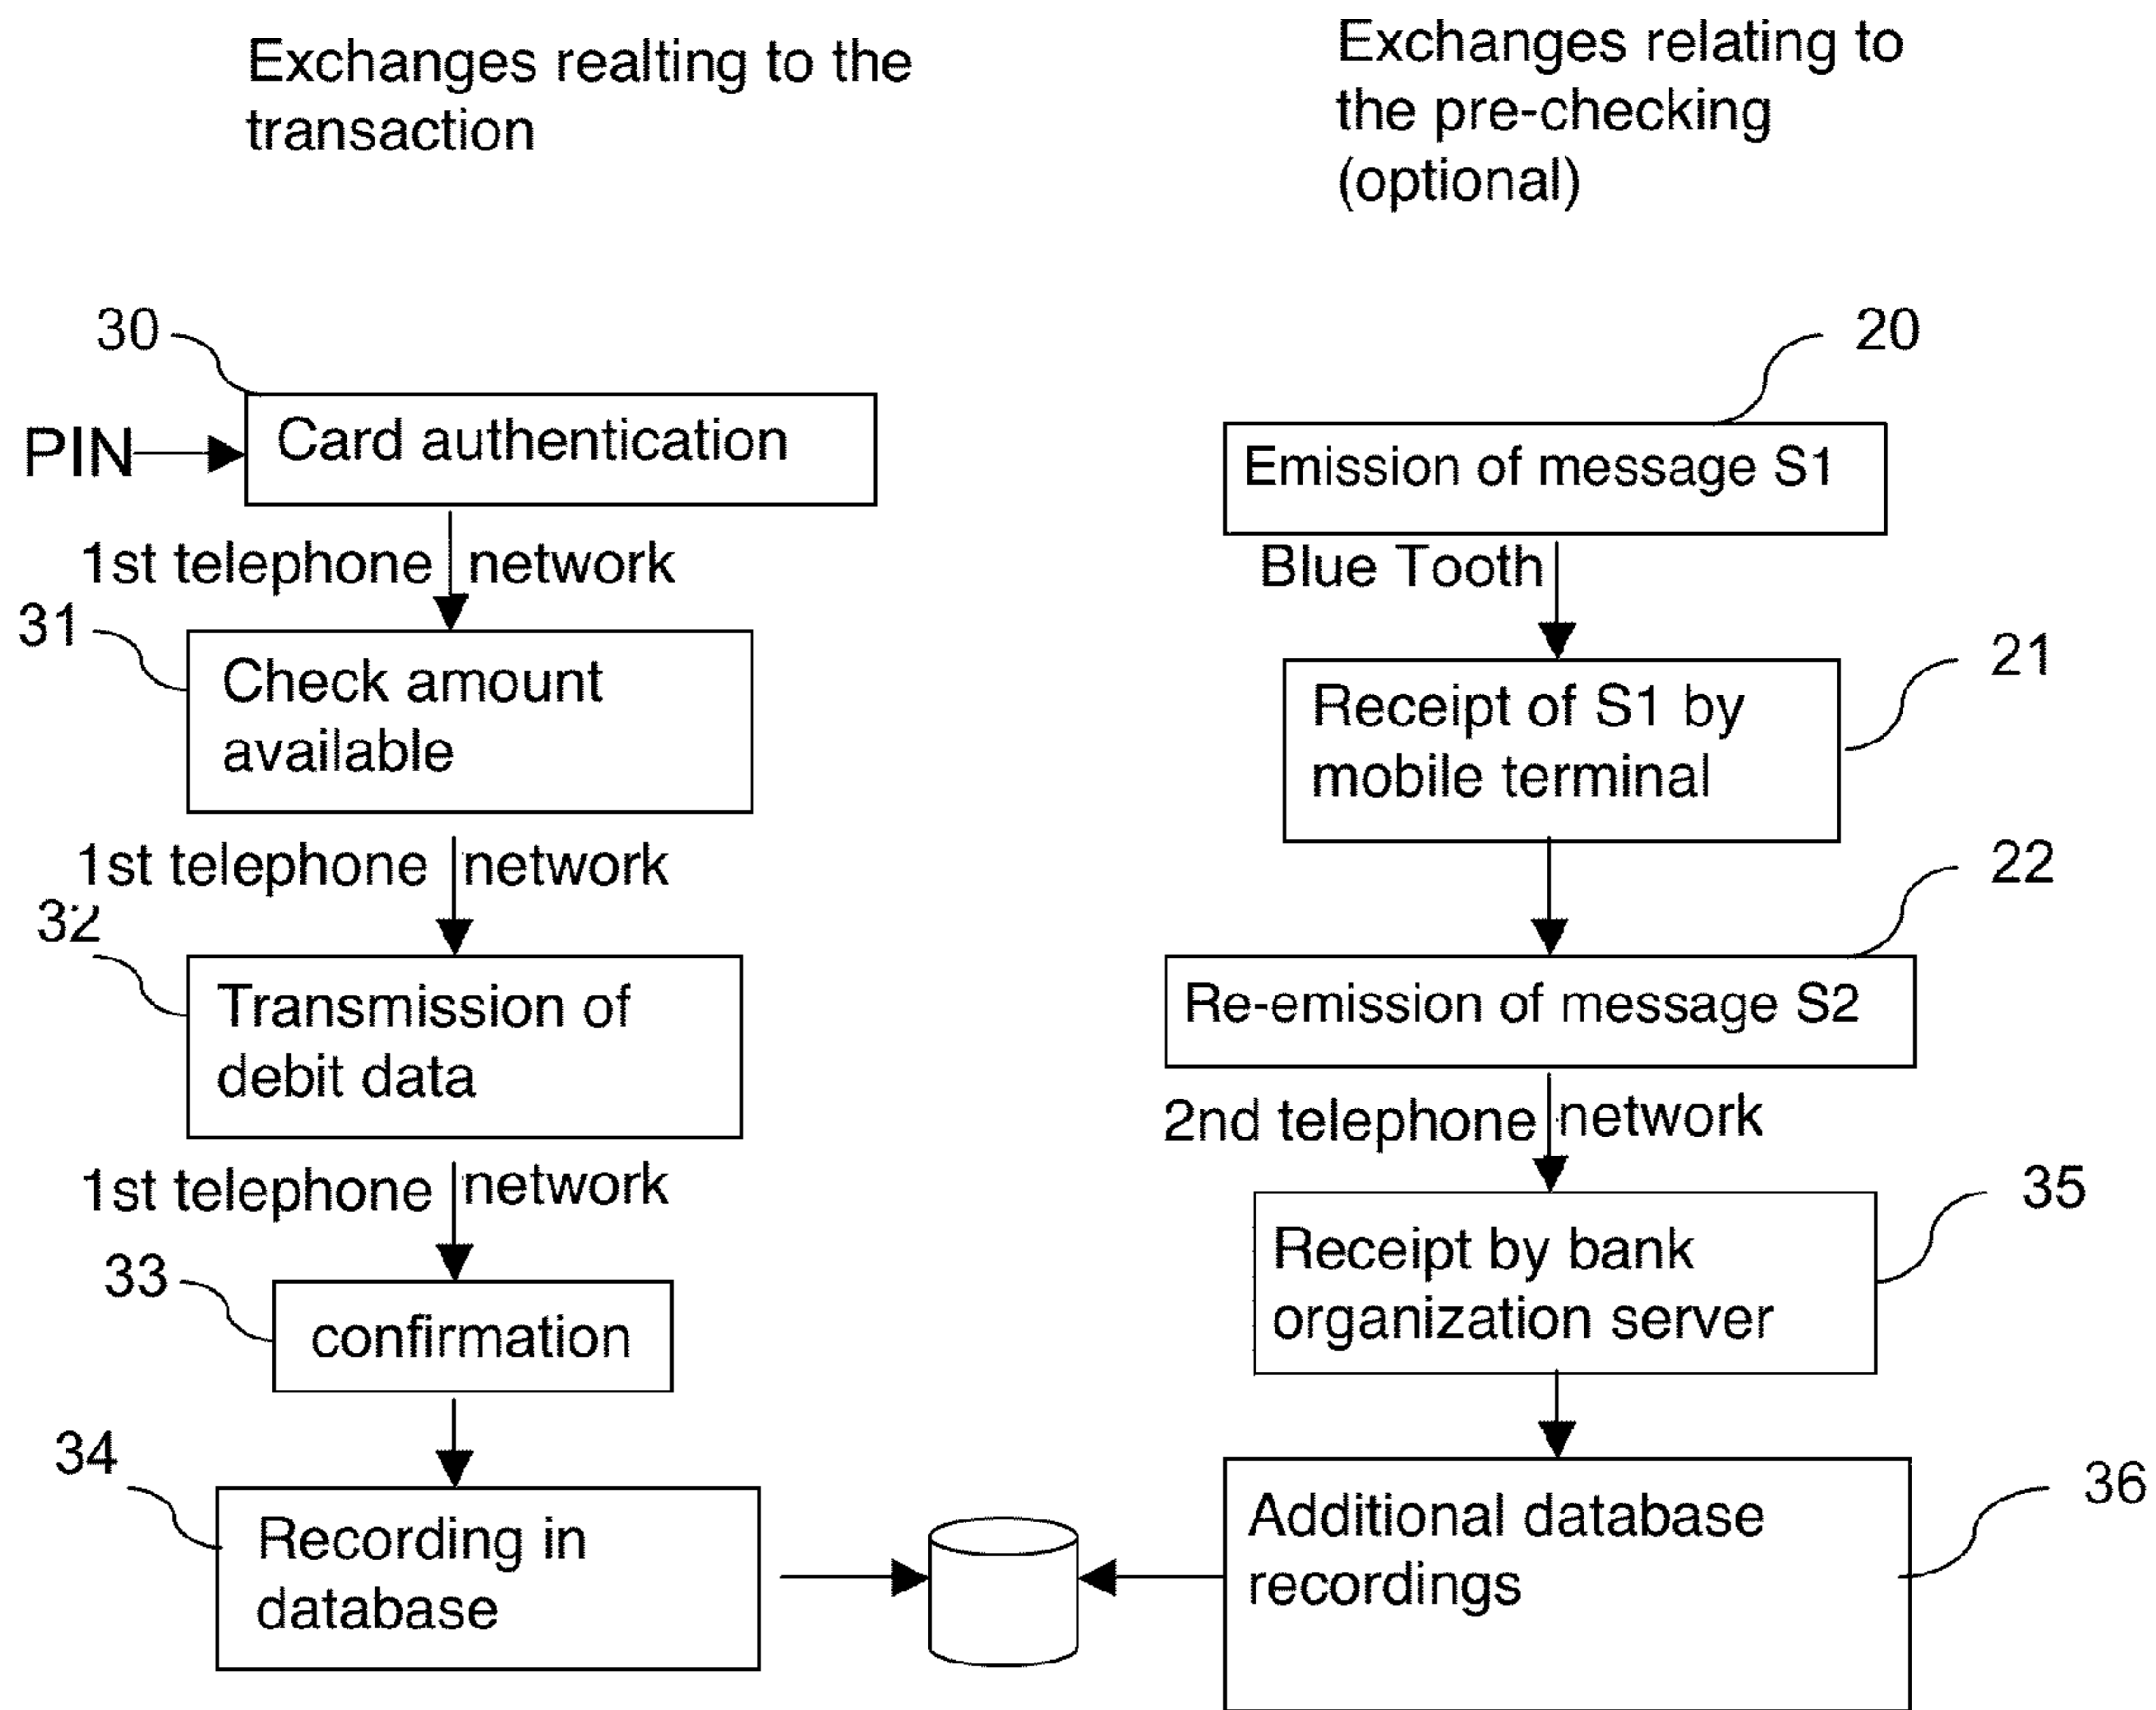 Exchanges realting to the
transaction
Exchanges relating to
the pre-checking
(optional)
30
PIN
Card authentication
1st telephone network
31
Check amount
available
1st telephone network
32
Transmission of
debit data
1st telephone network
33
confirmation
34
Recording in
database
20
Emission of message S1
Blue Tooth
21
Receipt of S1 by
mobile terminal
22
Re-emission of message S2
2nd telephone network
35
Receipt by bank
organization server
36
Additional database
recordings